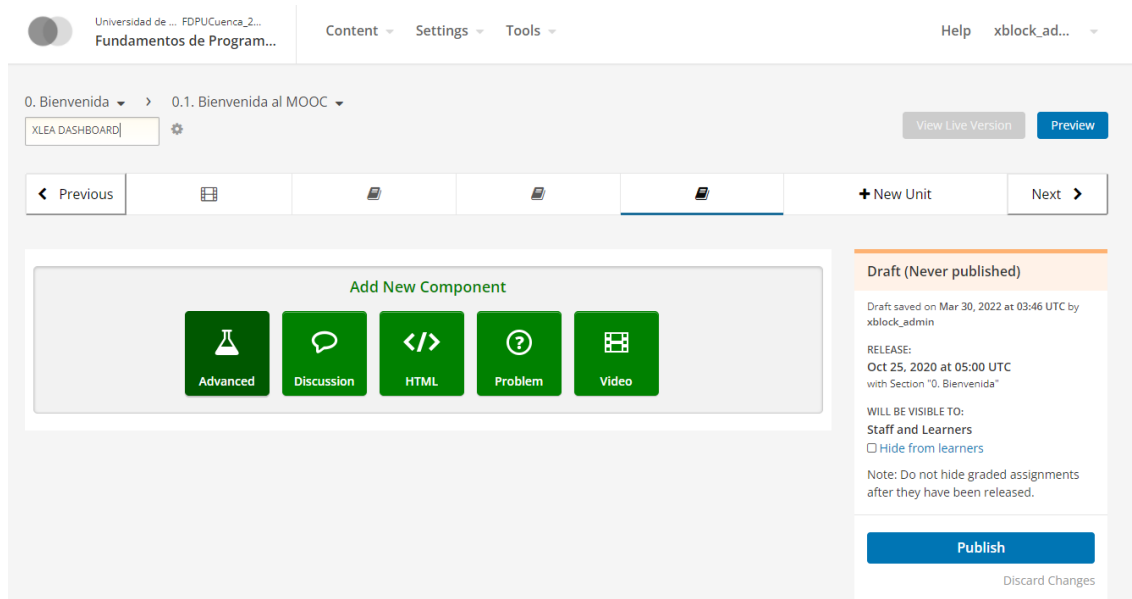 Universidad de ... FDPUCuenca_2...
Fundamentos de Program...
Content
Settings
Tools
Help
xblock_ad...
0. Bienvenida
0.1. Bienvenida al MOOC
XLEA DASHBOARD
View Live Version
Preview
Previous
New Unit
Next
Add New Component
Advanced
Discussion
HTML
Problem
Video
Draft (Never published)
Draft saved on Mar 30, 2022 at 03:46 UTC by
xblock_admin
RELEASE:
Oct 25, 2020 at 05:00 UTC
with Section "0. Bienvenida"
WILL BE VISIBLE TO:
Staff and Learners
Hide from learners
Note: Do not hide graded assignments
after they have been released.
Publish
Discard Changes